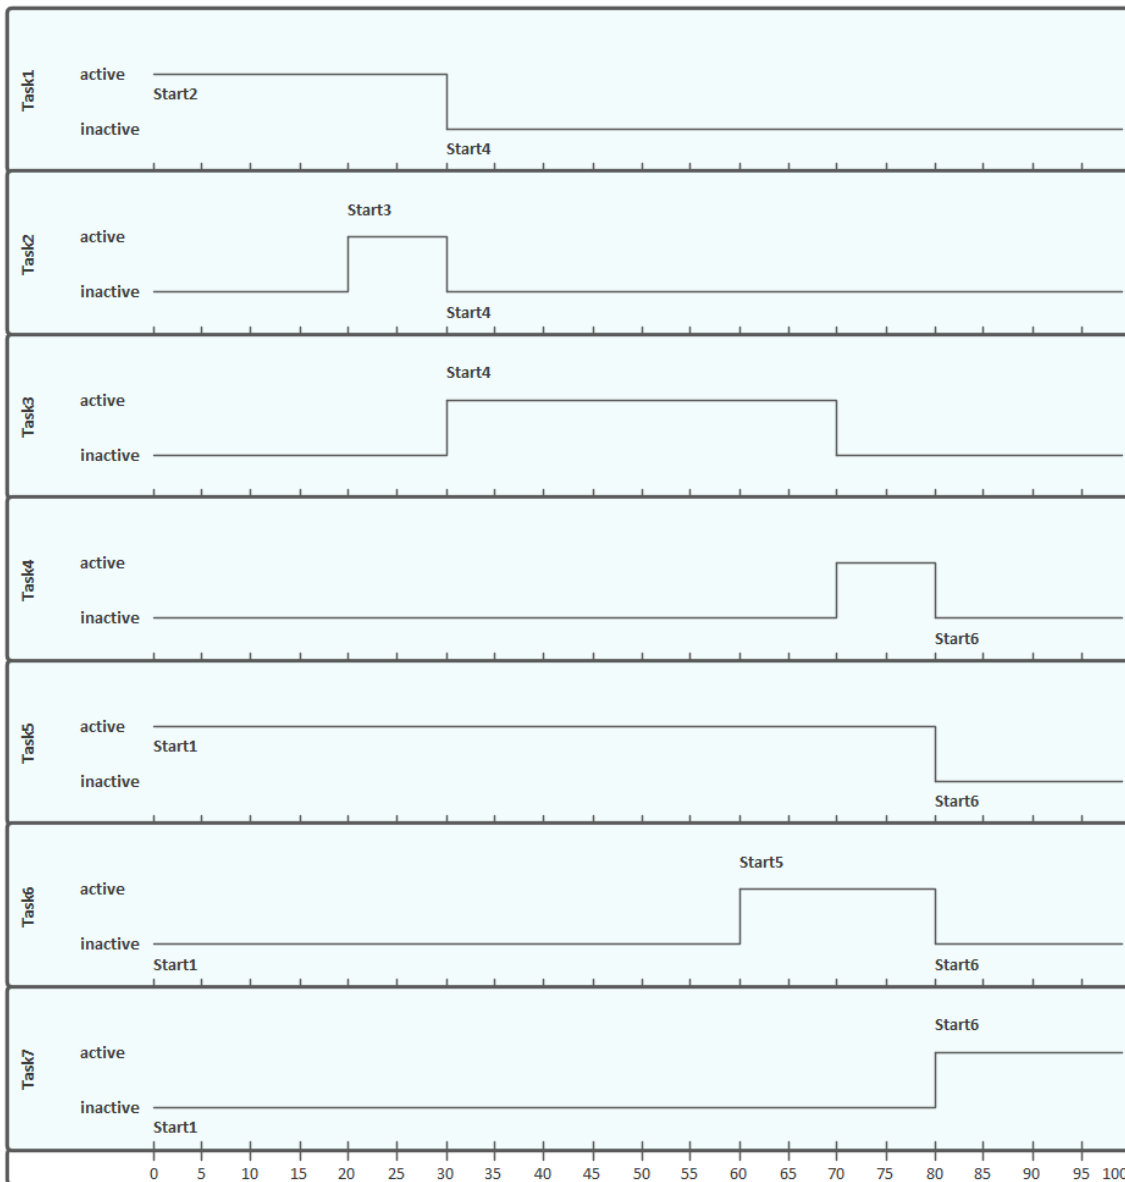 Task1
active
Start2
inactive
Start4
Task2
Start3
active
inactive
Start4
Task3
Start4
active
inactive
Task4
active
inactive
Start6
Task5
active
Start1
inactive
Start6
Task6
Start5
active
inactive
Start1 Start6
Task7
Start6
active
inactive
Start1
0 5 10 15 20 25 30 35 40 45 50 55 60 65 70 75 80 85 90 95 100